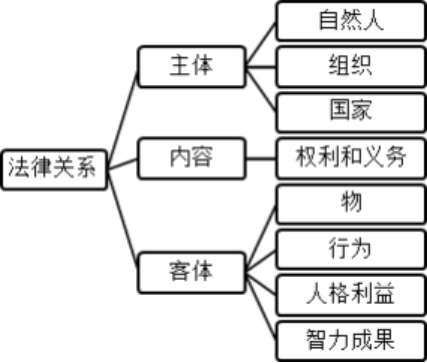 法律关系
主体
自然人
组织
国家
内容
权利和义务
客体
物
行为
人格利益
智力成果